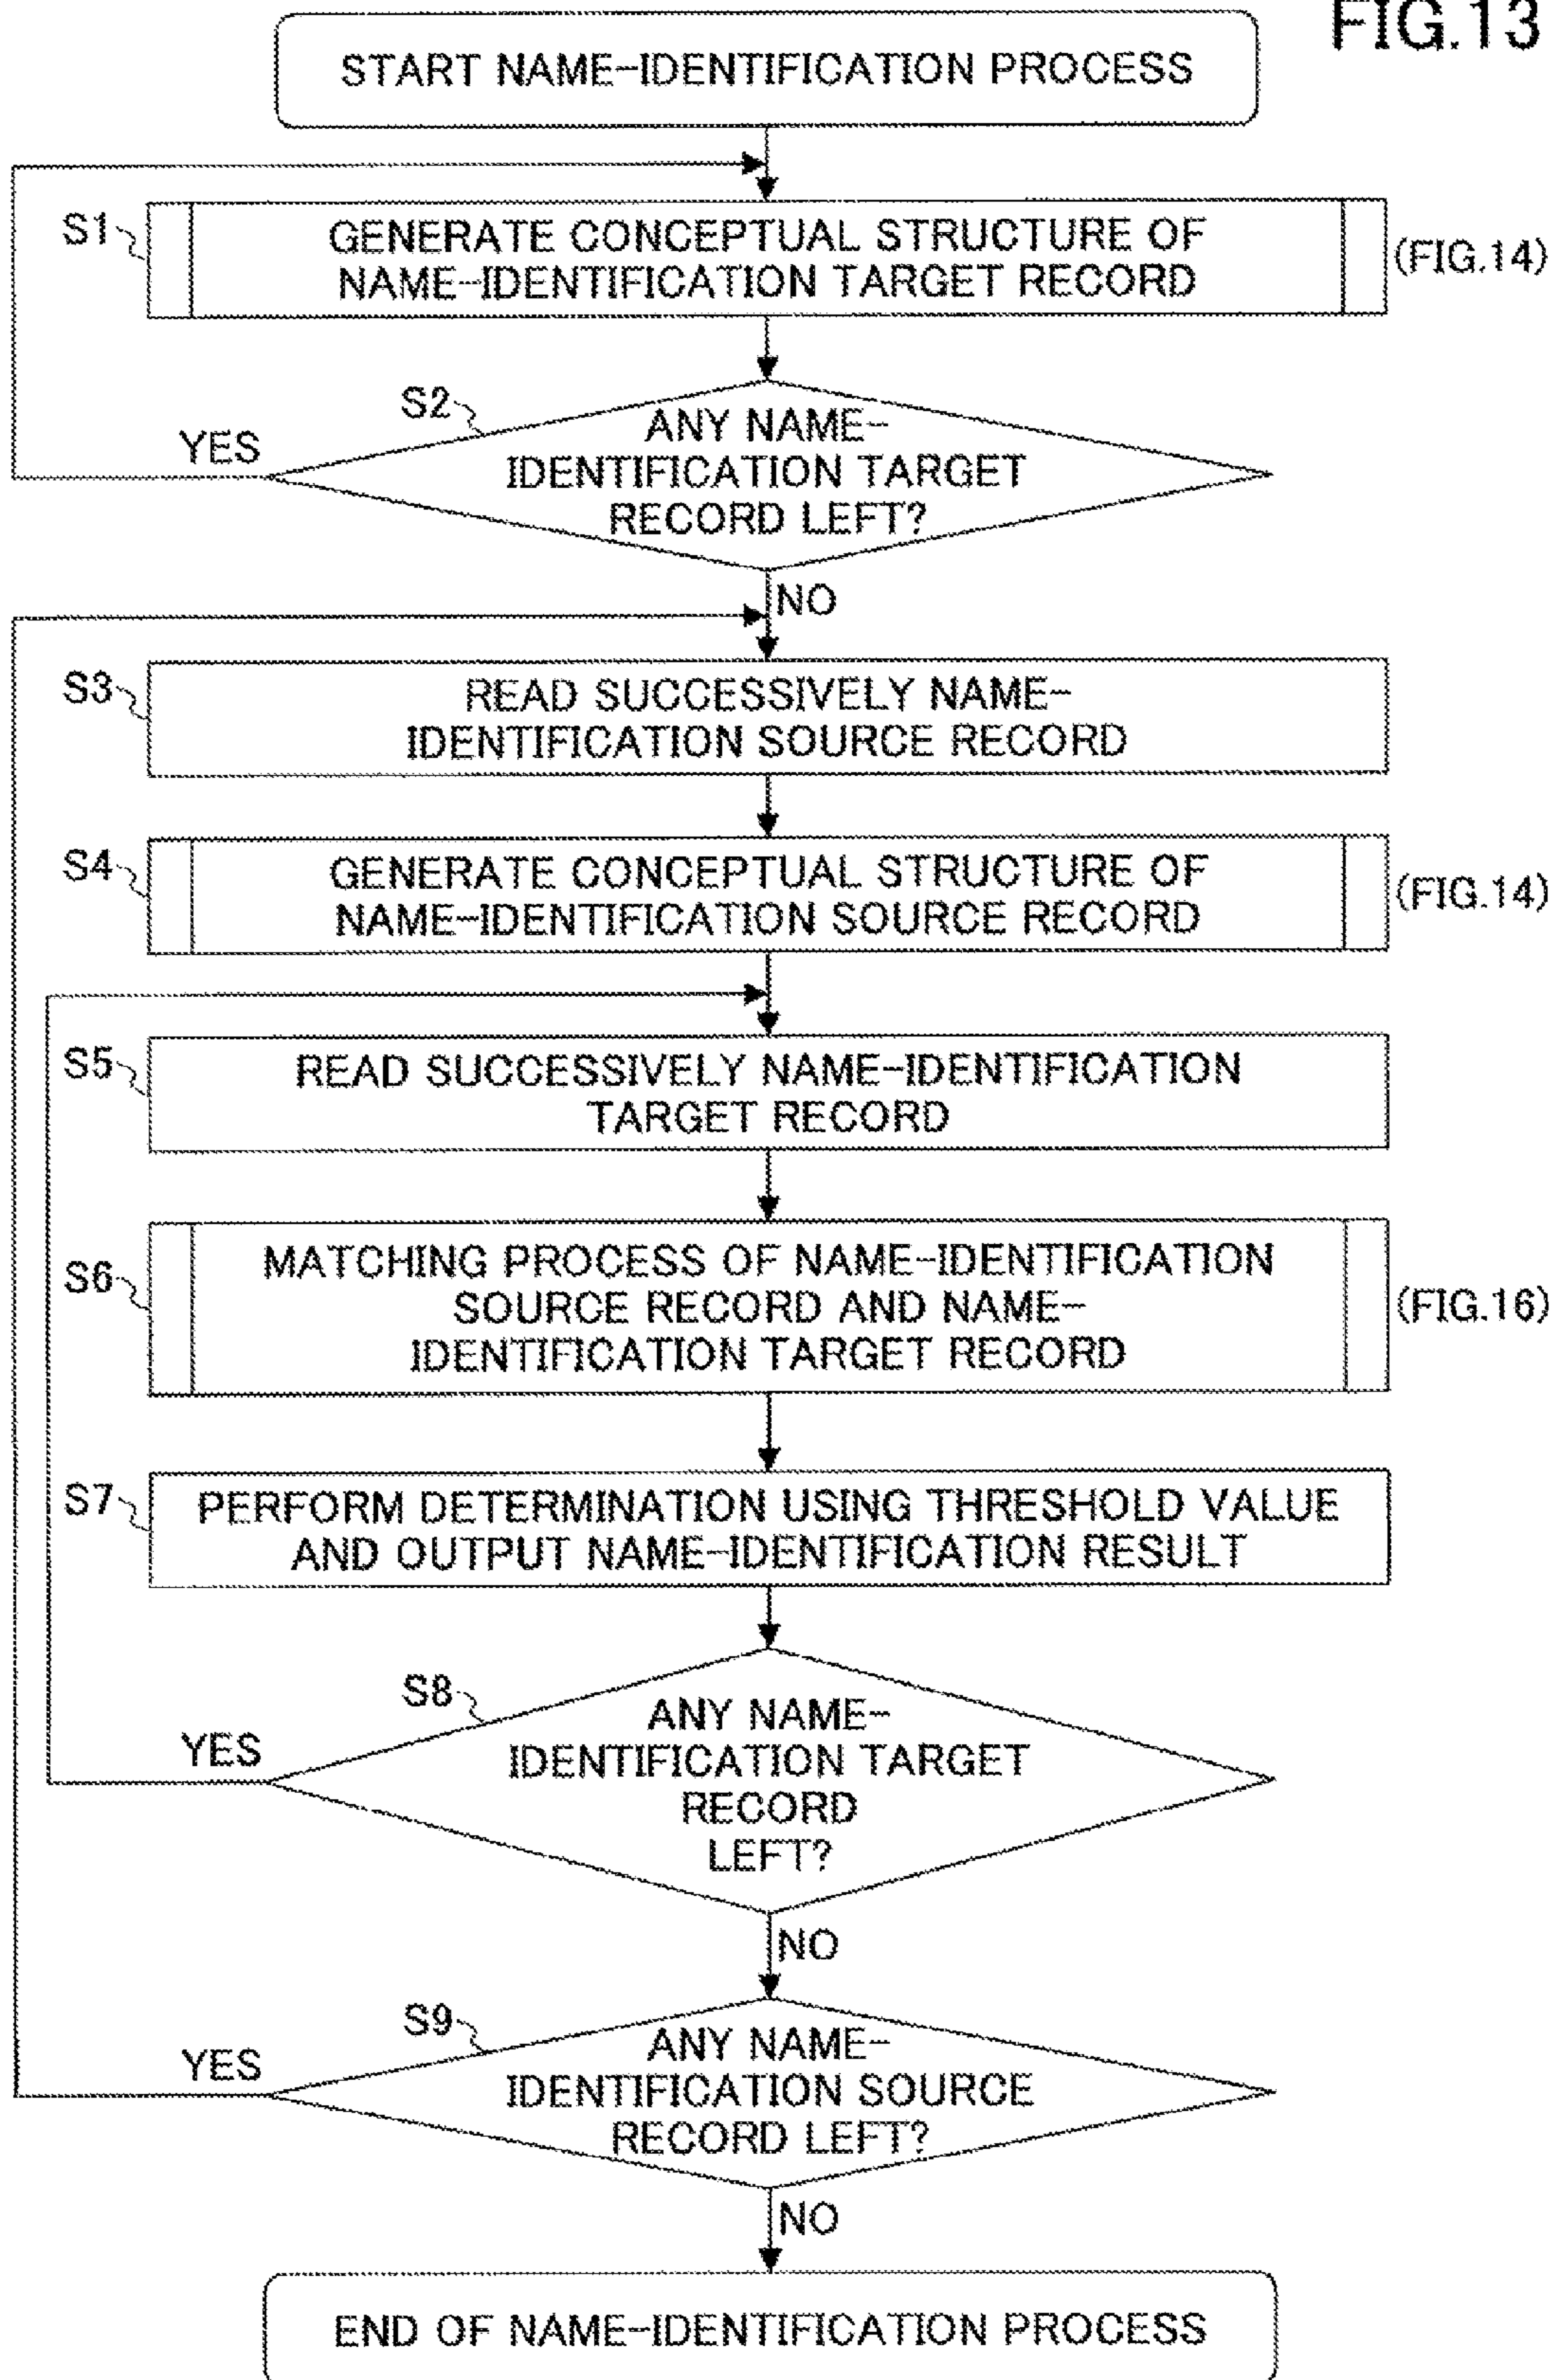 FIG.13
START NAME-IDENTIFICATION PROCESS
S1
GENERATE CONCEPTUAL STRUCTURE OF
NAME-IDENTIFICATION TARGET RECORD
(FIG.14)
S2
ANY NAME-
IDENTIFICATION TARGET
RECORD LEFT?
YES
NO
S3
READ SUCCESSIVELY NAME-
IDENTIFICATION SOURCE RECORD
S4
GENERATE CONCEPTUAL STRUCTURE OF
NAME-IDENTIFICATION SOURCE RECORD
(FIG.14)
S5
READ SUCCESSIVELY NAME-IDENTIFICATION
TARGET RECORD
S6
MATCHING PROCESS OF NAME-IDENTIFICATION
SOURCE RECORD AND NAME-
IDENTIFICATION TARGET RECORD
(FIG.16)
S7
PERFORM DETERMINATION USING THRESHOLD VALUE
AND OUTPUT NAME-IDENTIFICATION RESULT
S8
ANY NAME-
IDENTIFICATION TARGET
RECORD
LEFT?
YES
NO
S9
ANY NAME-
IDENTIFICATION SOURCE
RECORD LEFT?
YES
NO
END OF NAME-IDENTIFICATION PROCESS